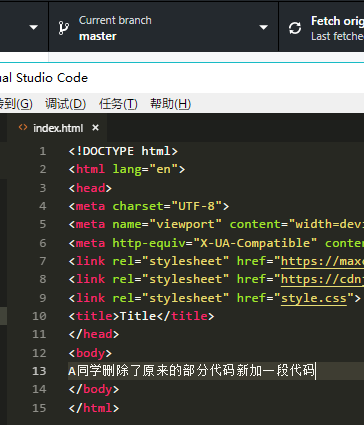 Current branch
master
Fetch orig
Last fetche
ual Studio Code
转到(G) 调试(D) 任务(T) 帮助(H)
index.html ×
1 <!DOCTYPE html>
2 <html lang="en">
3 <head>
4 <meta charset="UTF-8">
5 <meta name="viewport" content="width=devi
6 <meta http-equiv="X-UA-Compatible" conten
7 <link rel="stylesheet" href="https://maxc
8 <link rel="stylesheet" href="https://cdnj
9 <link rel="stylesheet" href="style.css">
10 <title>Title</title>
11 </head>
12 <body>
13 A同学删除了原来的部分代码新加一段代码
14 </body>
15 </html>